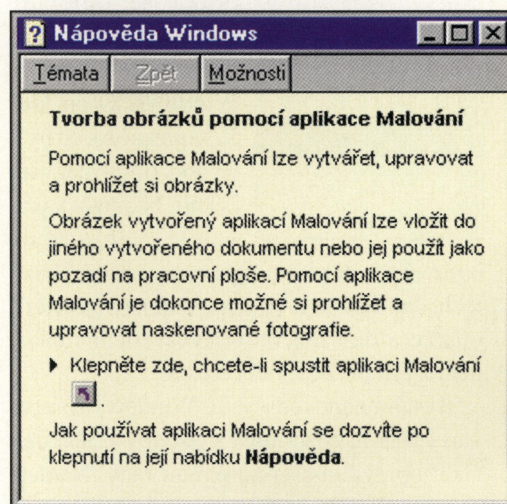 Nápověda Windows
Témata Zpět Možnosti
Tvorba obrázků pomocí aplikace Malování
Pomocí aplikace Malování lze vytvářet, upravovat
a prohlížet si obrázky.
Obrázek vytvořený aplikací Malování lze vložit do
jiného vytvořeného dokumentu nebo jej použít jako
pozadí na pracovní ploše. Pomocí aplikace
Malování je dokonce možné si prohlížet a
upravovat naskenované fotografie.
Klepněte zde, chcete-li spustit aplikaci Malování
.
Jak používat aplikaci Malování se dozvíte po
klepnutí na její nabídku Nápověda.